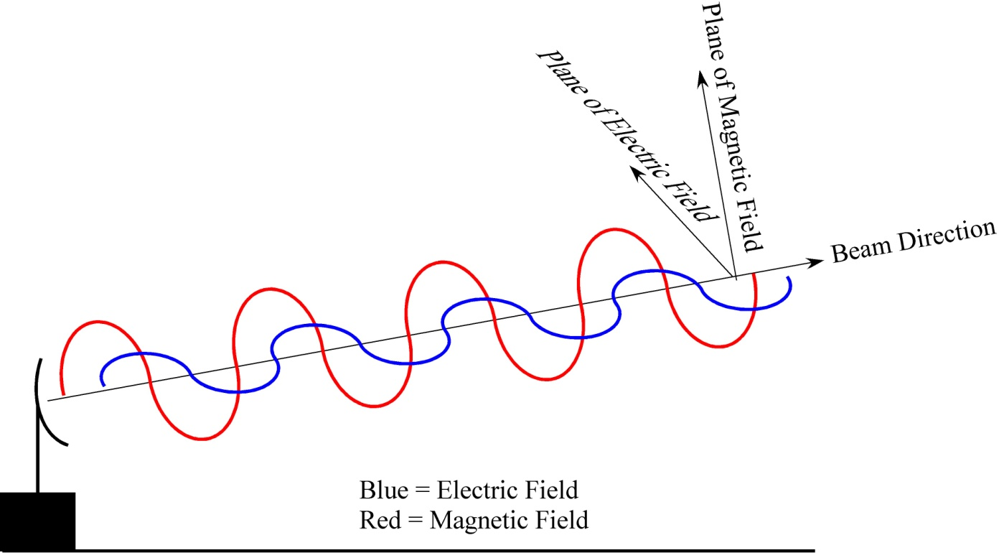 Plane of Magnetic Field
Plane of Electric Field
Beam Direction
Blue = Electric Field
Red = Magnetic Field